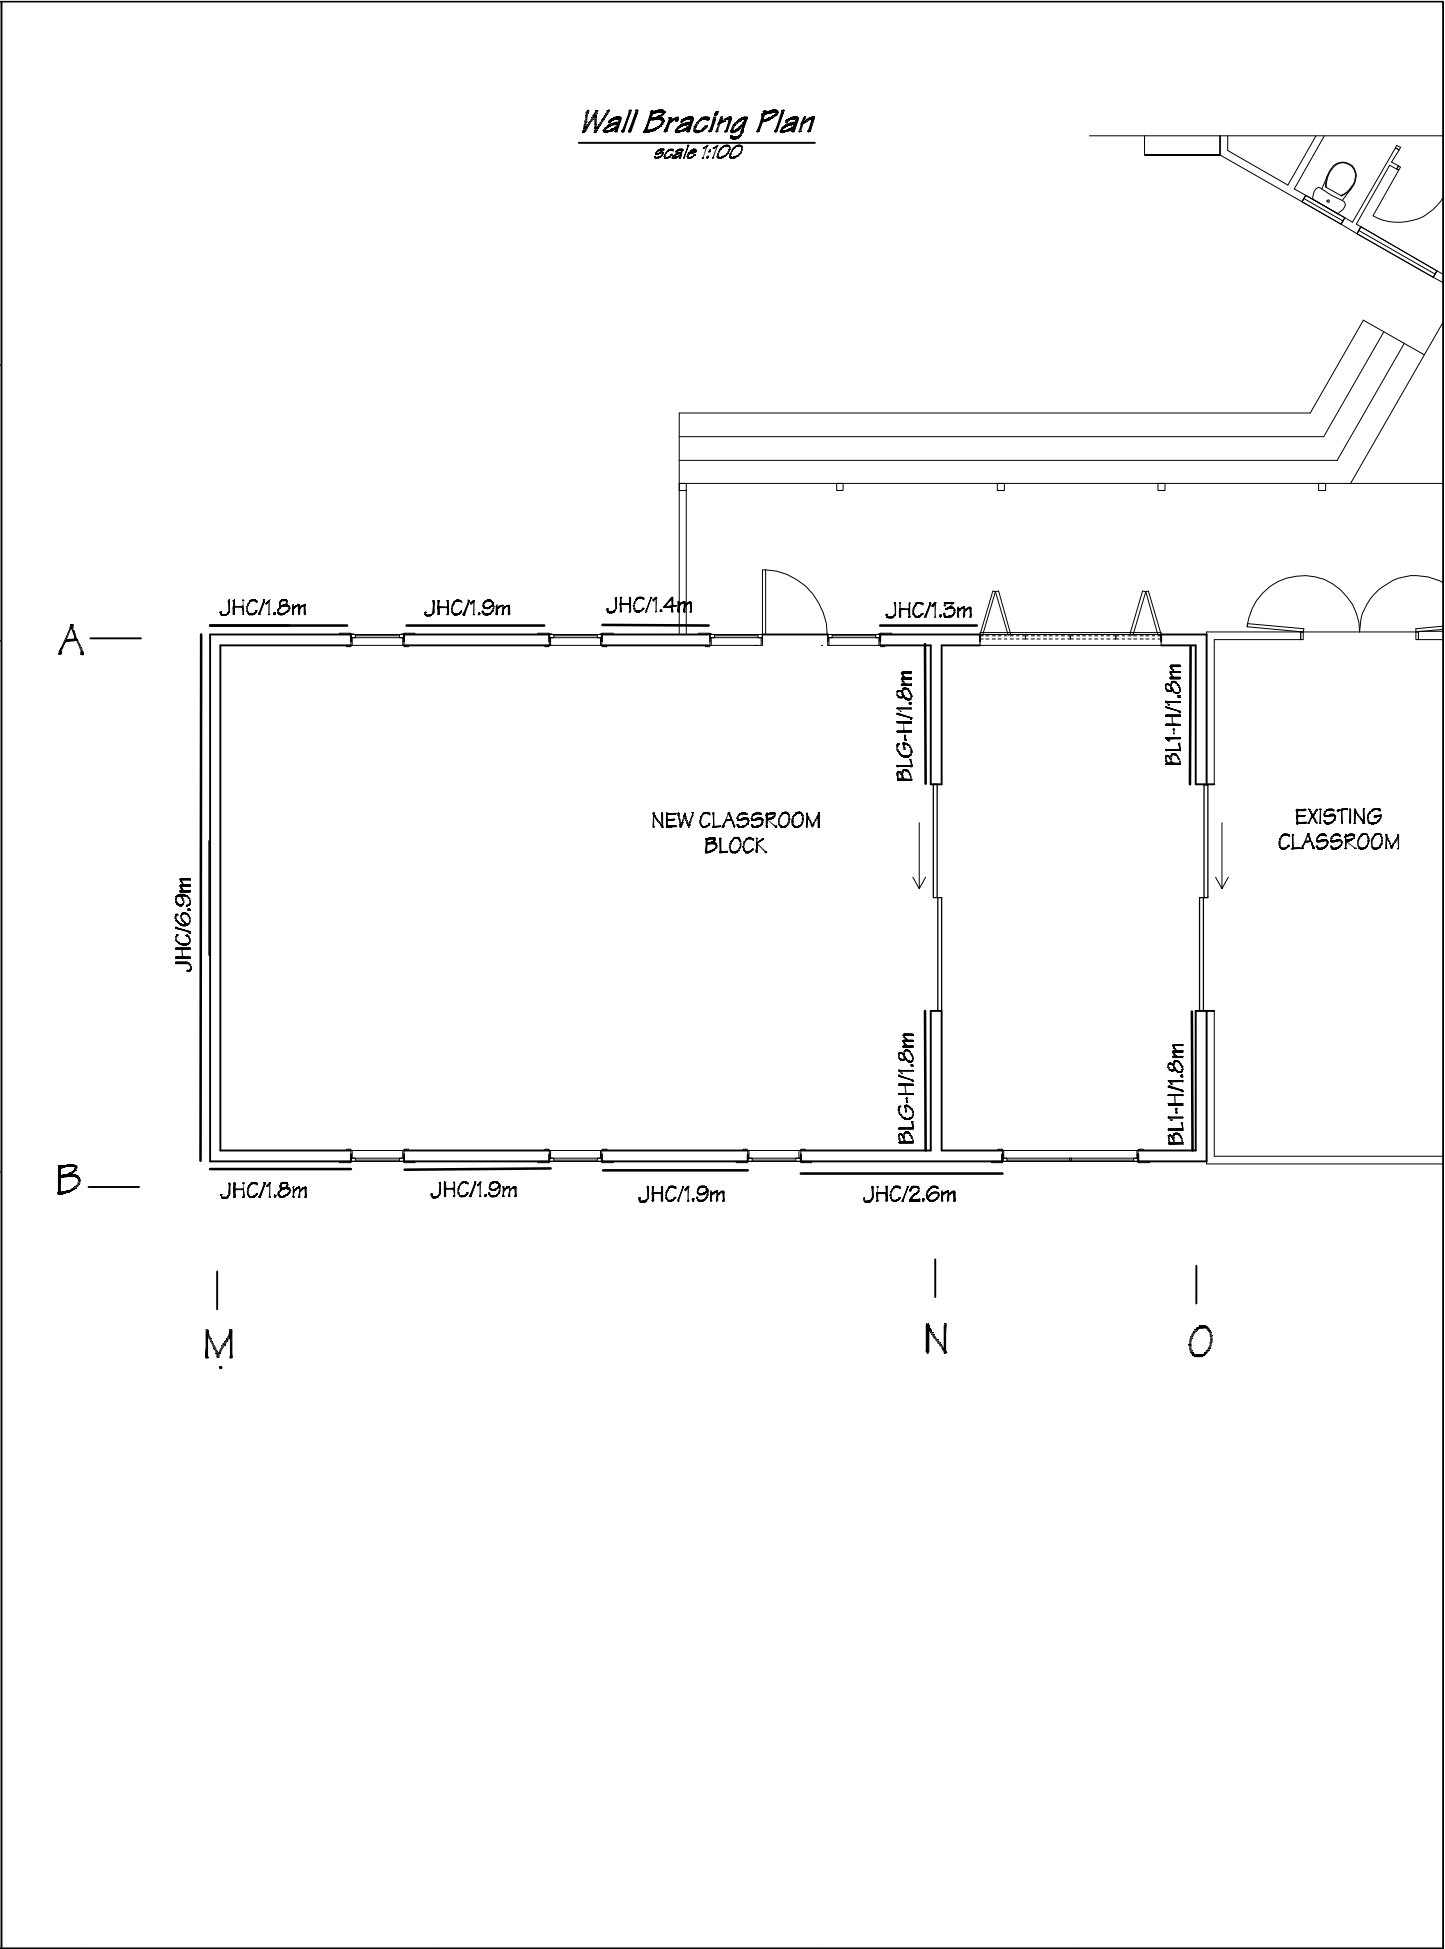 Wall Bracing Plan
scale 1:100
JHC/1.8m
JHC/1.9m
JHC/1.4m
JHC/1.3m
A
BLG-H/1.8m
BL1-H/1.8m
NEW CLASSROOM
BLOCK
EXISTING
CLASSROOM
JHC/6.9m
BLG-H/1.8m
BL1-H/1.8m
B
JHC/1.8m
JHC/1.9m
JHC/1.9m
JHC/2.6m
M
N
O